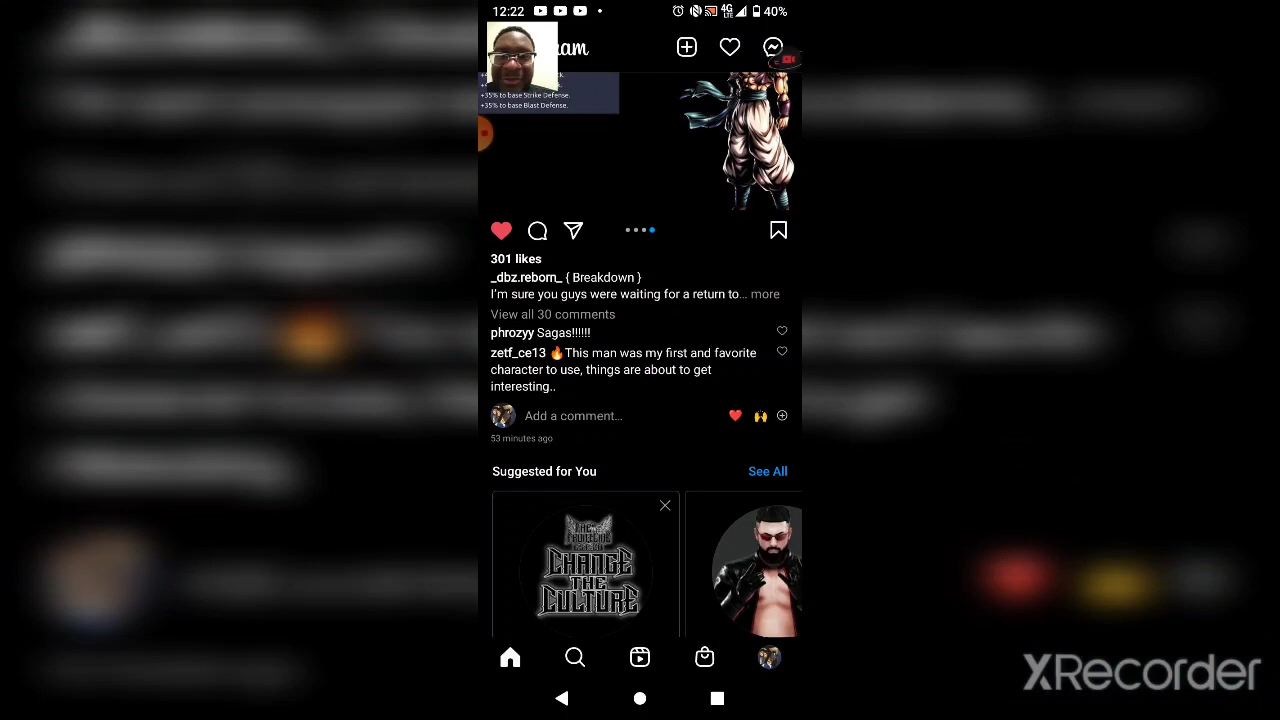 12:22
4G
LTE
40%
am
+35% to base Strike Defense.
+35% to base Blast Defense.
301 likes
_dbz.reborn_ { Breakdown }
I'm sure you guys were waiting for a return to... more
View all 30 comments
phrozyy Sagas!!!!!!
zetf_ce13 🔥This man was my first and favorite
character to use, things are about to get
interesting..
Add a comment...
53 minutes ago
Suggested for You
See All
CHANGE
THE
CULTURE
XRecorder